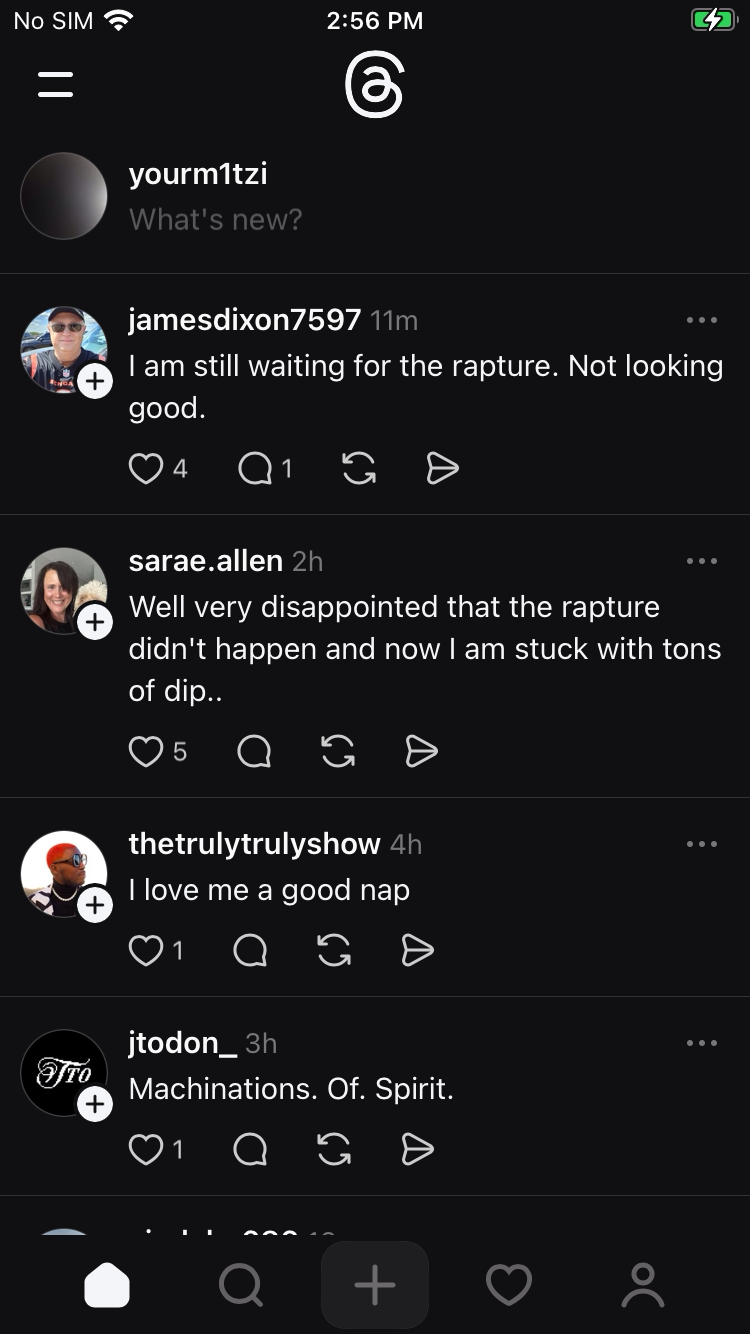 No SIM 2:56 PM
yourm1tzi
What's new?
jamesdixon7597 11m
I am still waiting for the rapture. Not looking
good.
4 1
sarae.allen 2h
Well very disappointed that the rapture
didn't happen and now I am stuck with tons
of dip..
5
thetrulytrulyshow 4h
I love me a good nap
1
JTO
jtodon_ 3h
Machinations. Of. Spirit.
1